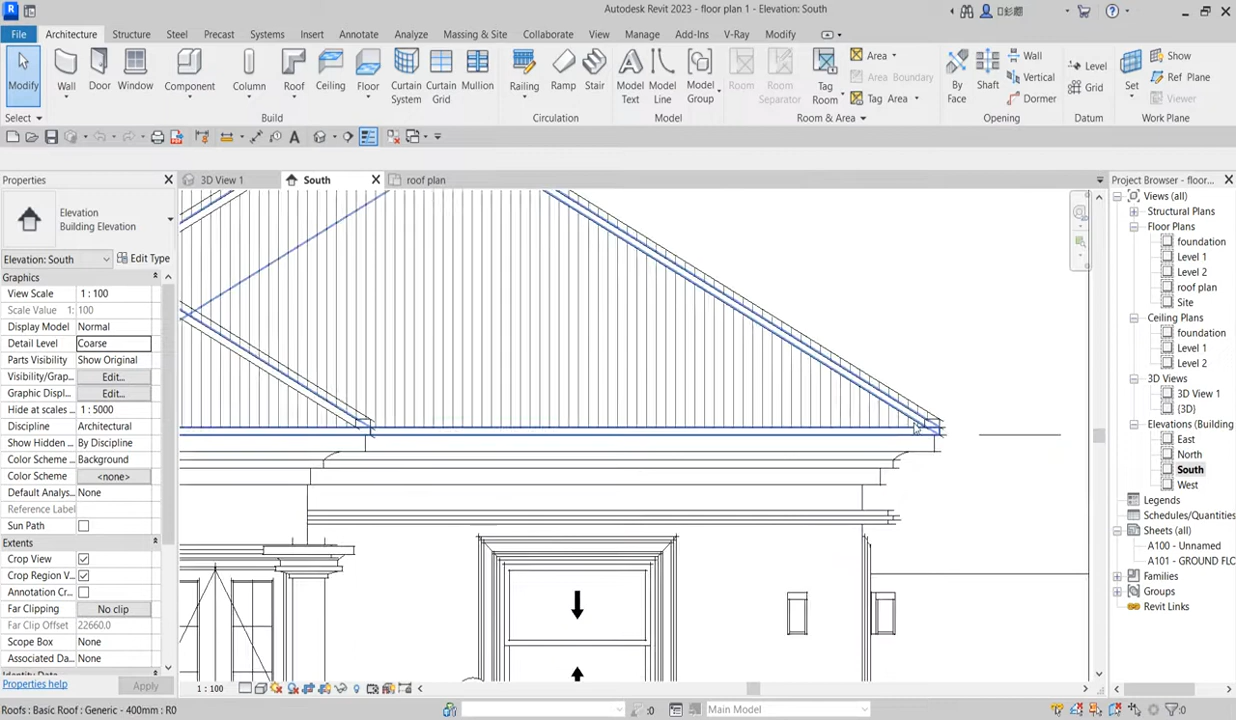 Autodesk Revit 2023 - floor plan 1 - Elevation: South
File Architecture Structure Steel Precast Systems Insert Annotate Analyze Massing & Site Collaborate View Manage Add-Ins V-Ray Modify
Modify Wall Door Window Component Column Roof Ceiling Floor Curtain System Curtain Grid Mullion Railing Ramp Stair Model Text Model Line Model Group Room Room Separator Tag Room
Area
Area Boundary
Tag Area
By Face Shaft
Wall
Vertical
Dormer
Level
Grid
Set
Show
Ref Plane
Viewer
Select Build Circulation Model Room & Area Opening Datum Work Plane
Properties
3D View 1 South roof plan
Project Browser - floor...
Elevation
Building Elevation
Elevation: South Edit Type
Graphics
View Scale 1 : 100
Scale Value 1: 100
Display Model Normal
Detail Level Coarse
Parts Visibility Show Original
Visibility/Grap... Edit...
Graphic Displ... Edit...
Hide at scales ... 1 : 5000
Discipline Architectural
Show Hidden ... By Discipline
Color Scheme ... Background
Color Scheme <none>
Default Analys... None
Reference Label
Sun Path
Extents
Crop View
Crop Region V...
Annotation Cr...
Far Clipping No clip
Far Clip Offset 22660.0
Scope Box None
Associated Da... None
Identity Data
Properties help Apply
Views (all)
Structural Plans
Floor Plans
foundation
Level 1
Level 2
roof plan
Site
Ceiling Plans
foundation
Level 1
Level 2
3D Views
3D View 1
(3D)
Elevations (Building
East
North
South
West
Legends
Schedules/Quantities
Sheets (all)
A100 - Unnamed
A101 - GROUND FLO
Families
Groups
Revit Links
1 : 100
Roofs : Basic Roof : Generic - 400mm : R0
:0 Main Model :0